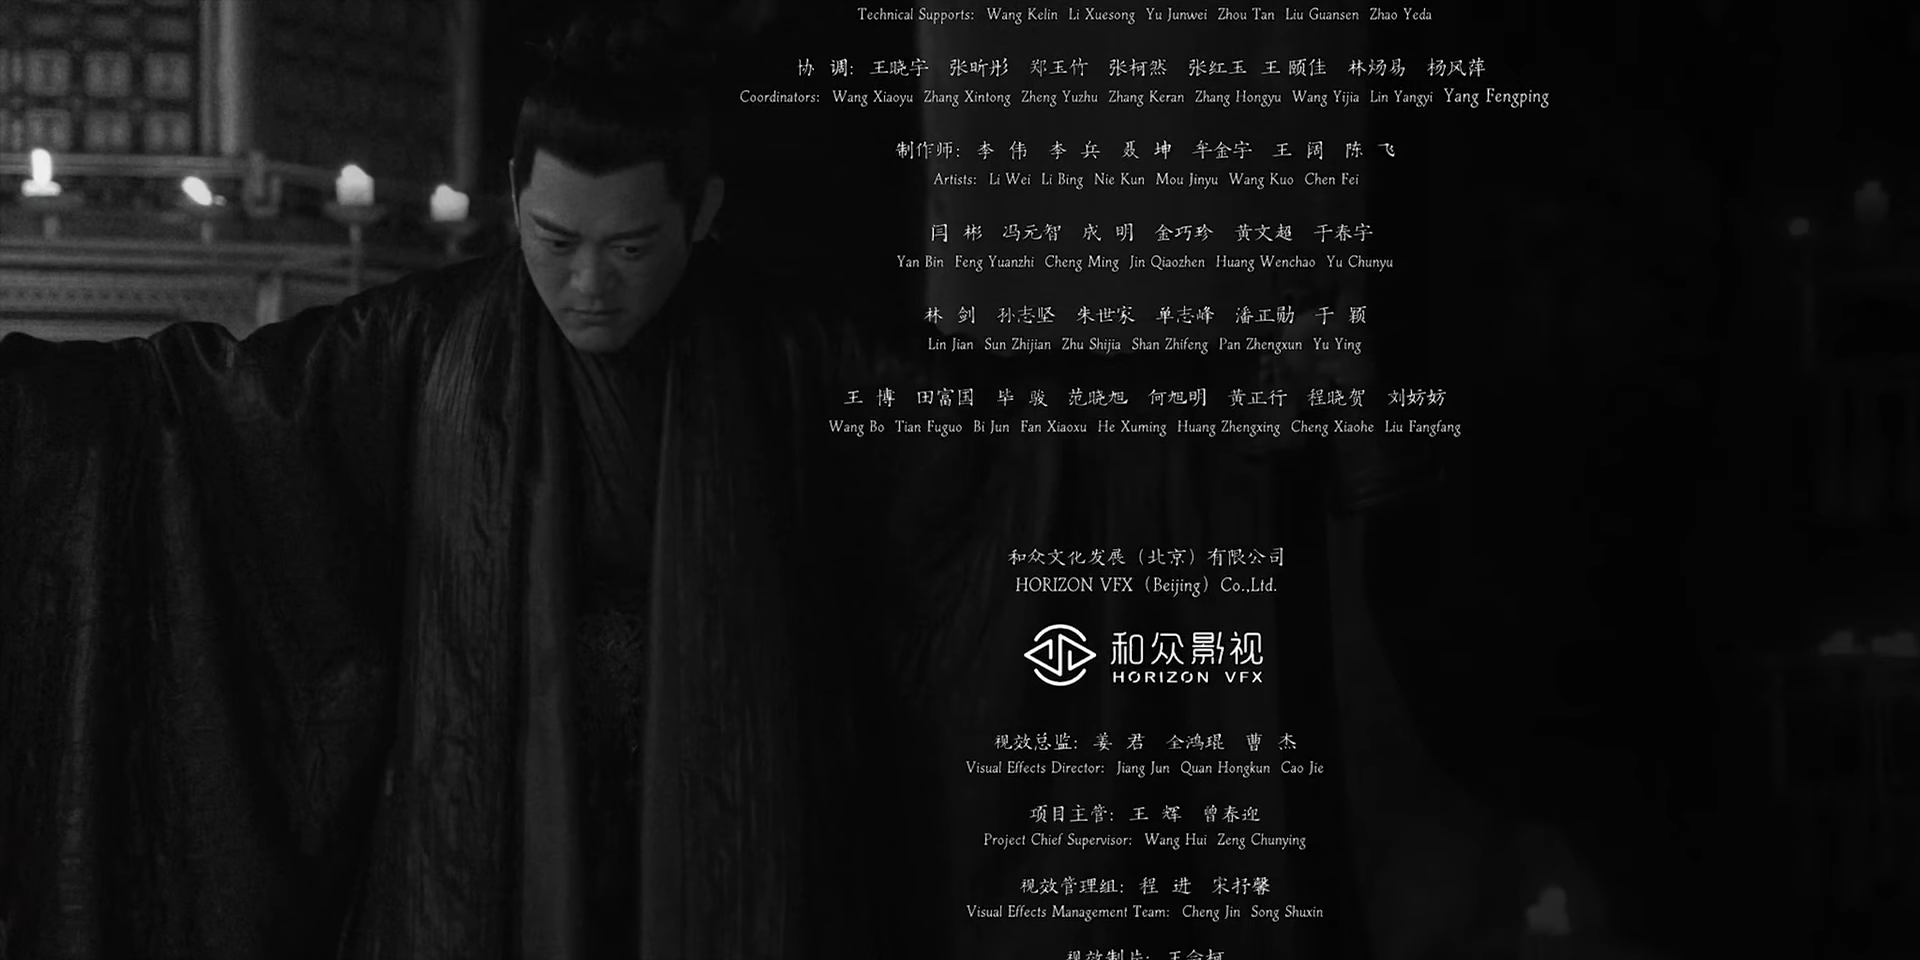 Technical Supports: Wang Kelin Li Xuesong Yu Junwei Zhou Tan Liu Guansen Zhao Yeda
协 调: 王晓宇 张昕彤 郑玉竹 张柯然 张红玉 王颐佳 林炀易 杨风萍
Coordinators: Wang Xiaoyu Zhang Xintong Zheng Yuzhu Zhang Keran Zhang Hongyu Wang Yijia Lin Yangyi Yang Fengping
制作师: 李 伟 李 兵 聂 坤 牟金宇 王 阔 陈 飞
Artists: Li Wei Li Bing Nie Kun Mou Jinyu Wang Kuo Chen Fei
闫 彬 冯元智 成 明 金巧珍 黄文超 于春宇
Yan Bin Feng Yuanzhi Cheng Ming Jin Qiaozhen Huang Wenchao Yu Chunyu
林 剑 孙志坚 朱世家 单志峰 潘正勋 于 颖
Lin Jian Sun Zhijian Zhu Shijia Shan Zhifeng Pan Zhengxun Yu Ying
王 博 田富国 毕 骏 范晓旭 何旭明 黄正行 程晓贺 刘妨妨
Wang Bo Tian Fuguo Bi Jun Fan Xiaoxu He Xuming Huang Zhengxing Cheng Xiaohe Liu Fangfang
和众文化发展（北京）有限公司
HORIZON VFX（Beijing）Co.,Ltd.
和众影视
HORIZON VFX
视效总监: 姜 君 全鸿琨 曹 杰
Visual Effects Director: Jiang Jun Quan Hongkun Cao Jie
项目主管: 王 辉 曾春迎
Project Chief Supervisor: Wang Hui Zeng Chunying
视效管理组: 程 进 宋抒馨
Visual Effects Management Team: Cheng Jin Song Shuxin
视效制片: